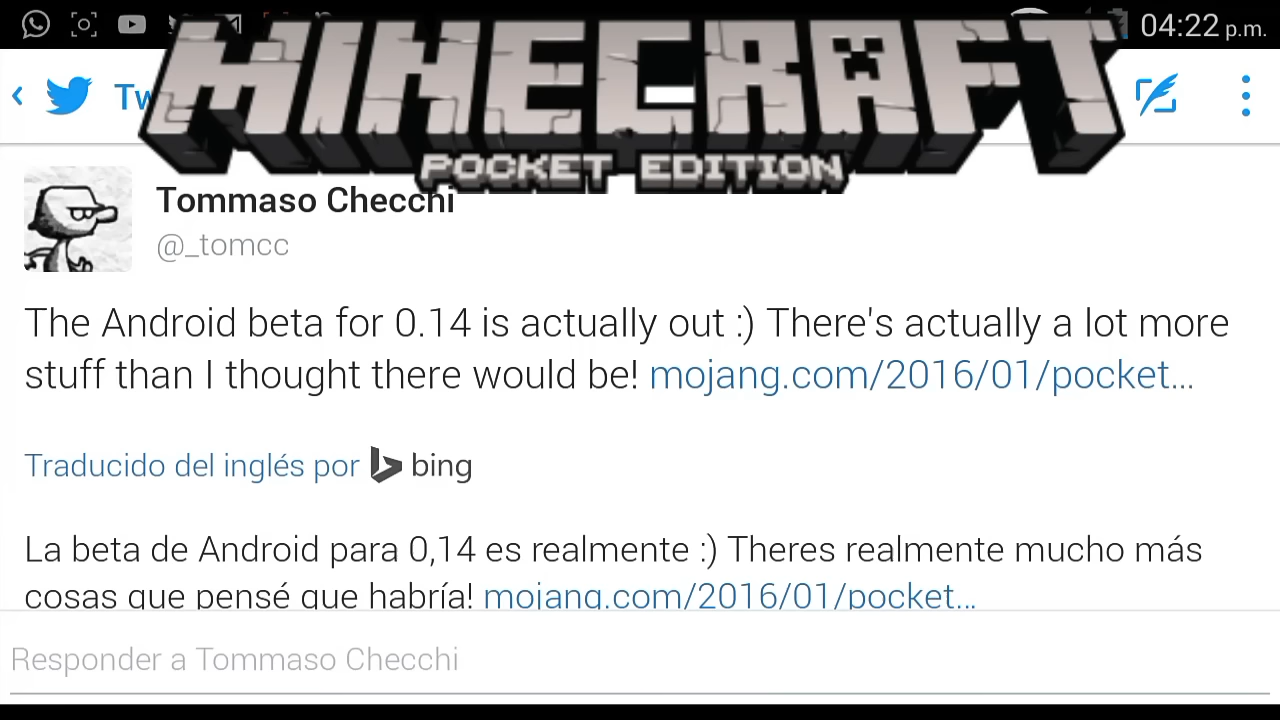 04:22 p.m.
MINECRAFT
POCKET EDITION
Tw
Tommaso Checchi
@_tomcc
The Android beta for 0.14 is actually out :) There's actually a lot more
stuff than I thought there would be! mojang.com/2016/01/pocket...
Traducido del inglés por bing
La beta de Android para 0,14 es realmente :) Theres realmente mucho más
cosas que pensé que habría! mojang.com/2016/01/pocket...
Responder a Tommaso Checchi